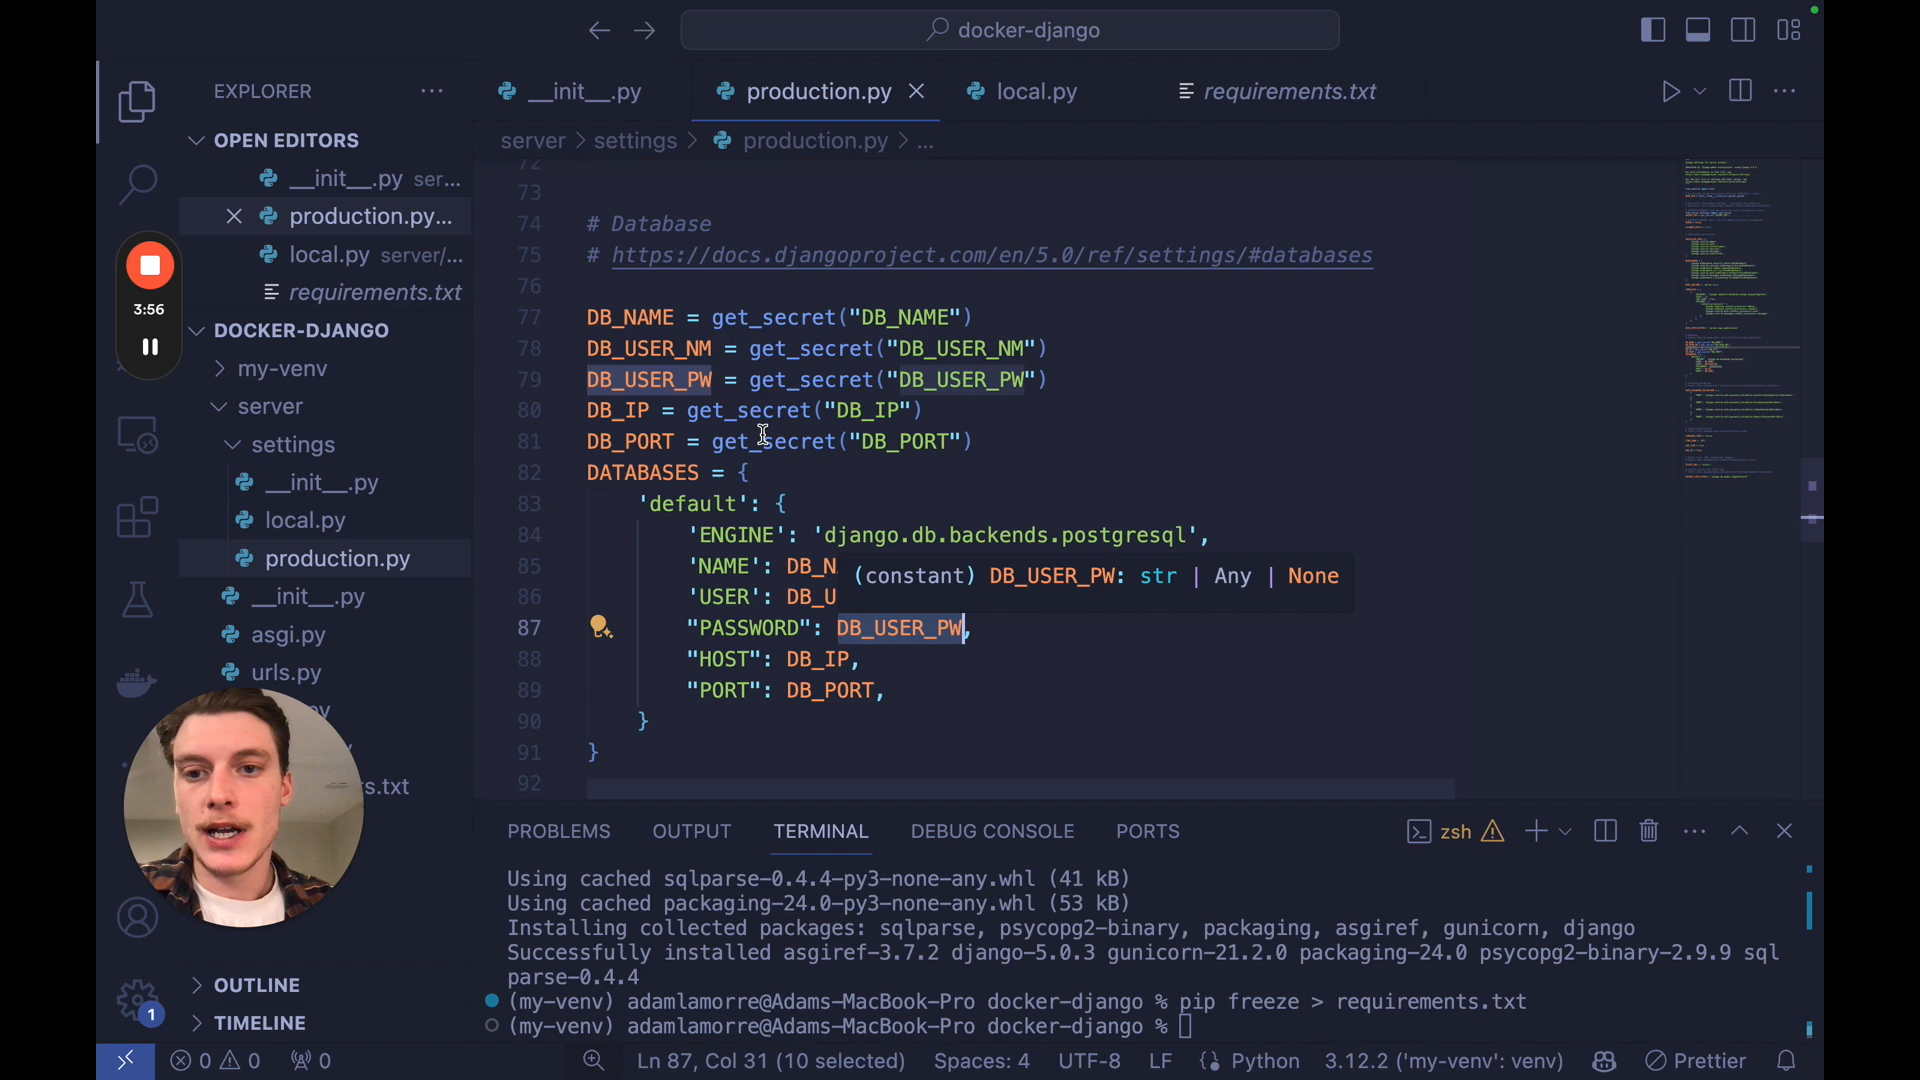 docker-django
EXPLORER
__init__.py
production.py
local.py
requirements.txt
OPEN EDITORS
__init__.py ser...
production.py...
local.py server/...
requirements.txt
server > settings > production.py > ...
DOCKER-DJANGO
my-venv
server
settings
__init__.py
local.py
production.py
__init__.py
asgi.py
urls.py
3:56
72
73
74 # Database
75 # https://docs.djangoproject.com/en/5.0/ref/settings/#databases
76
77 DB_NAME = get_secret("DB_NAME")
78 DB_USER_NM = get_secret("DB_USER_NM")
79 DB_USER_PW = get_secret("DB_USER_PW")
80 DB_IP = get_secret("DB_IP")
81 DB_PORT = get_secret("DB_PORT")
82 DATABASES = {
83 'default': {
84 'ENGINE': 'django.db.backends.postgresql',
85 'NAME': DB_N
(constant) DB_USER_PW: str | Any | None
86 'USER': DB_U
87 "PASSWORD": DB_USER_PW,
88 "HOST": DB_IP,
89 "PORT": DB_PORT,
90 }
91 }
92
s.txt
OUTLINE
TIMELINE
1
PROBLEMS OUTPUT TERMINAL DEBUG CONSOLE PORTS
zsh
Using cached sqlparse-0.4.4-py3-none-any.whl (41 kB)
Using cached packaging-24.0-py3-none-any.whl (53 kB)
Installing collected packages: sqlparse, psycopg2-binary, packaging, asgiref, gunicorn, django
Successfully installed asgiref-3.7.2 django-5.0.3 gunicorn-21.2.0 packaging-24.0 psycopg2-binary-2.9.9 sql
parse-0.4.4
(my-venv) adamlamorre@Adams-MacBook-Pro docker-django % pip freeze > requirements.txt
(my-venv) adamlamorre@Adams-MacBook-Pro docker-django %
0 0 0 Ln 87, Col 31 (10 selected) Spaces: 4 UTF-8 LF Python 3.12.2 ('my-venv': venv) Prettier